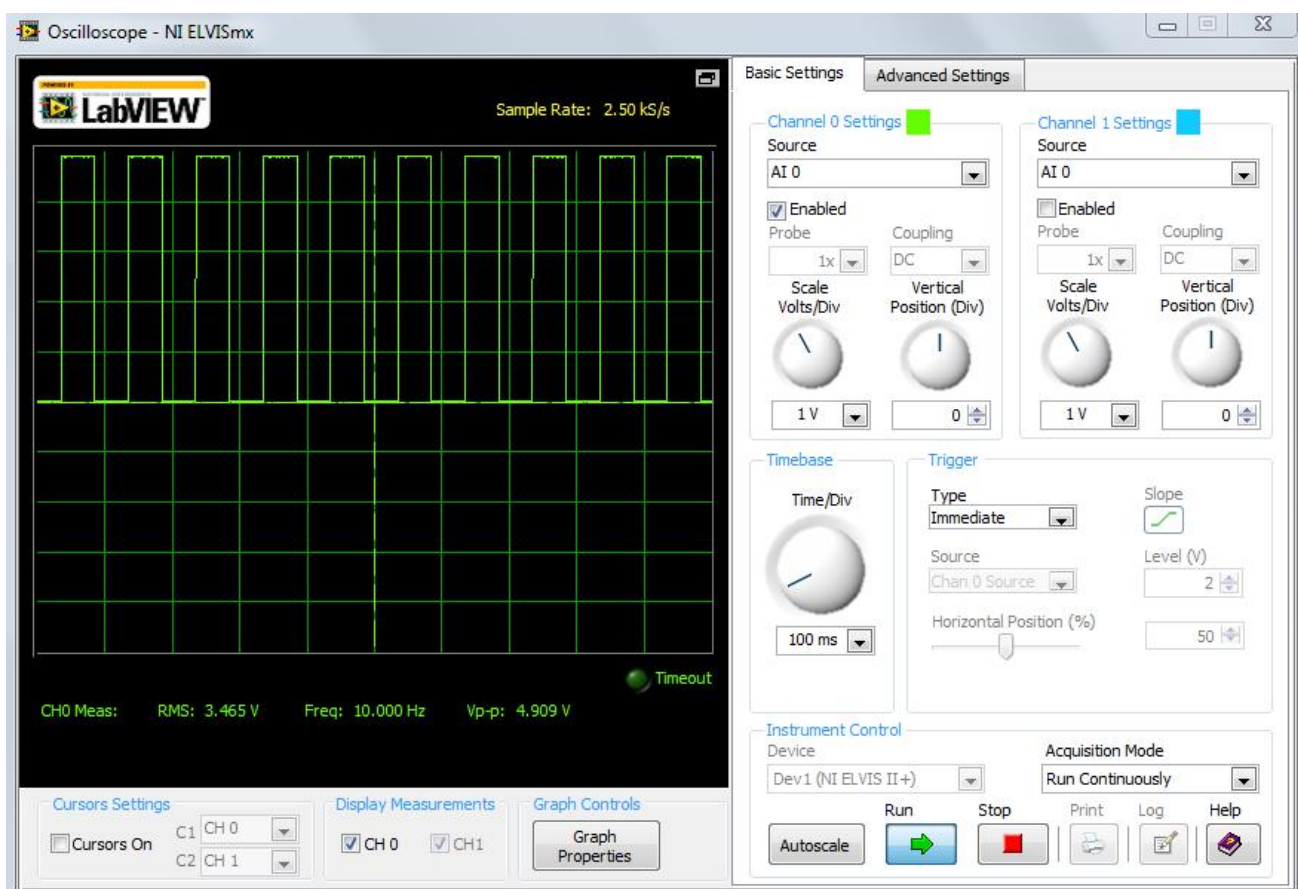 Oscilloscope - NI ELVISmx
POWERED BY
NATIONAL INSTRUMENTS
LabVIEW
Sample Rate: 2.50 kS/s
Timeout
CH0 Meas: RMS: 3.465 V Freq: 10.000 Hz Vp-p: 4.909 V
Cursors Settings
Cursors On
C1 CH 0
C2 CH 1
Display Measurements
CH 0 CH1
Graph Controls
Graph
Properties
Basic Settings Advanced Settings
Channel 0 Settings
Source
AI 0
Enabled
Probe Coupling
1x DC
Scale Vertical
Volts/Div Position (Div)
1 V 0
Channel 1 Settings
Source
AI 0
Enabled
Probe Coupling
1x DC
Scale Vertical
Volts/Div Position (Div)
1 V 0
Timebase
Time/Div
100 ms
Trigger
Type Slope
Immediate
Source Level (V)
Chan 0 Source 2
Horizontal Position (%)
50
Instrument Control
Device Acquisition Mode
Dev1 (NI ELVIS II+) Run Continuously
Run Stop Print Log Help
Autoscale